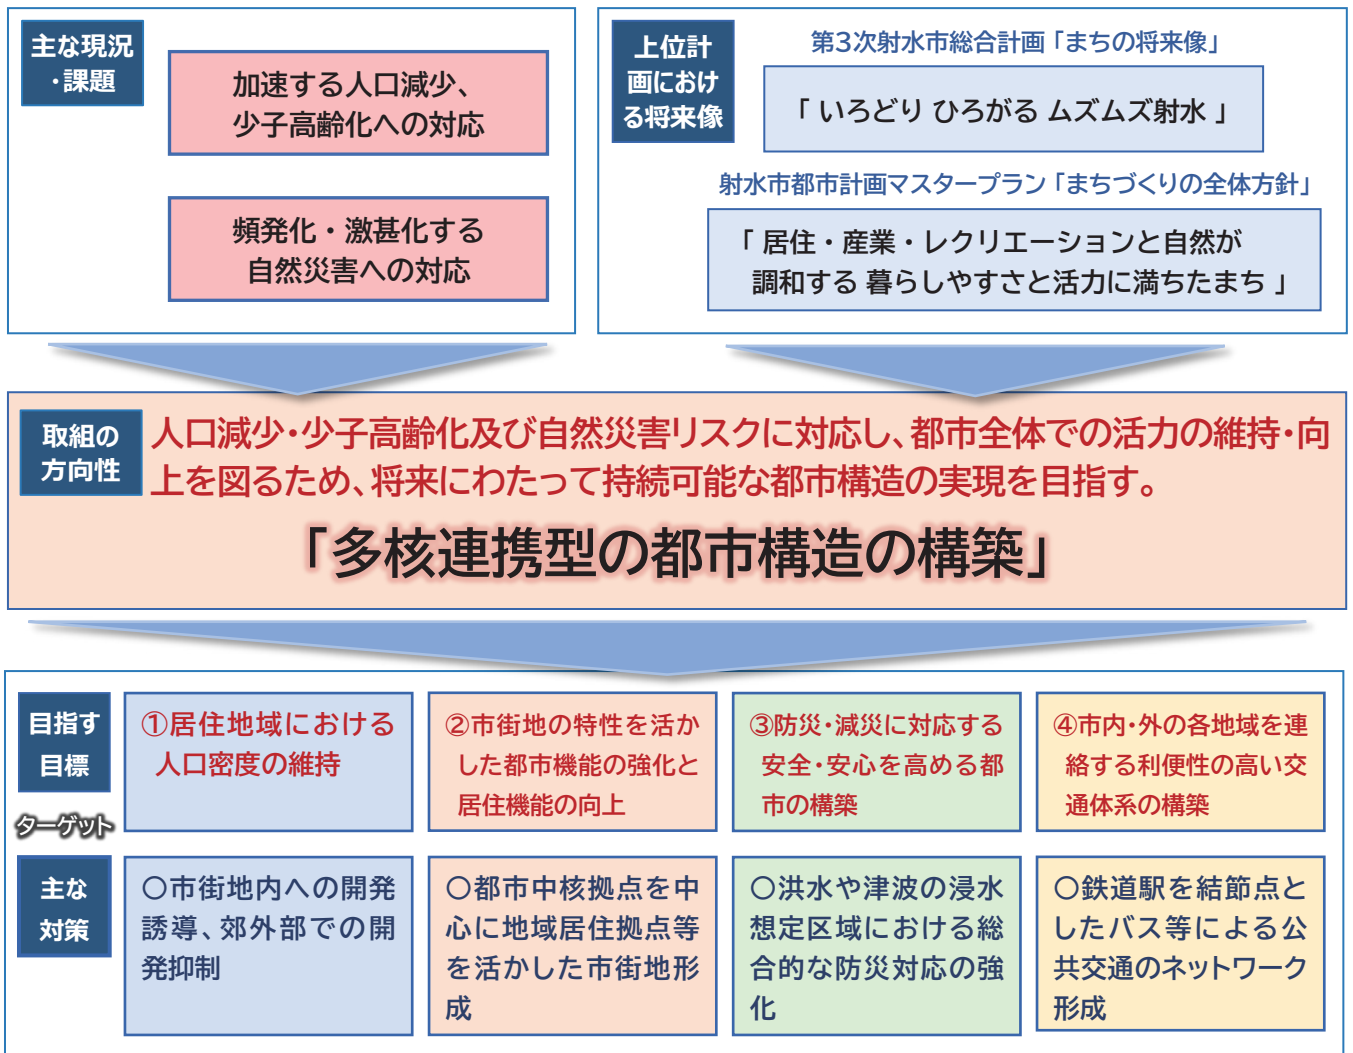 主な現況
・課題
加速する人口減少、
少子高齢化への対応
頻発化・激甚化する
自然災害への対応
上位計
画におけ
る将来像
第3次射水市総合計画「まちの将来像」
「 いろどり ひろがる ムズムズ射水 」
射水市都市計画マスタープラン「まちづくりの全体方針」
「 居住・産業・レクリエーションと自然が
調和する 暮らしやすさと活力に満ちたまち 」
取組の
方向性
人口減少・少子高齢化及び自然災害リスクに対応し、都市全体での活力の維持・向
上を図るため、将来にわたって持続可能な都市構造の実現を目指す。
「多核連携型の都市構造の構築」
目指す
目標
ターゲット
①居住地域における
人口密度の維持
②市街地の特性を活か
した都市機能の強化と
居住機能の向上
③防災・減災に対応する
安全・安心を高める都
市の構築
④市内・外の各地域を連
絡する利便性の高い交
通体系の構築
主な
対策
○市街地内への開発
誘導、郊外部での開
発抑制
○都市中核拠点を中
心に地域居住拠点等
を活かした市街地形
成
○洪水や津波の浸水
想定区域における総
合的な防災対応の強
化
○鉄道駅を結節点と
したバス等による公
共交通のネットワーク
形成